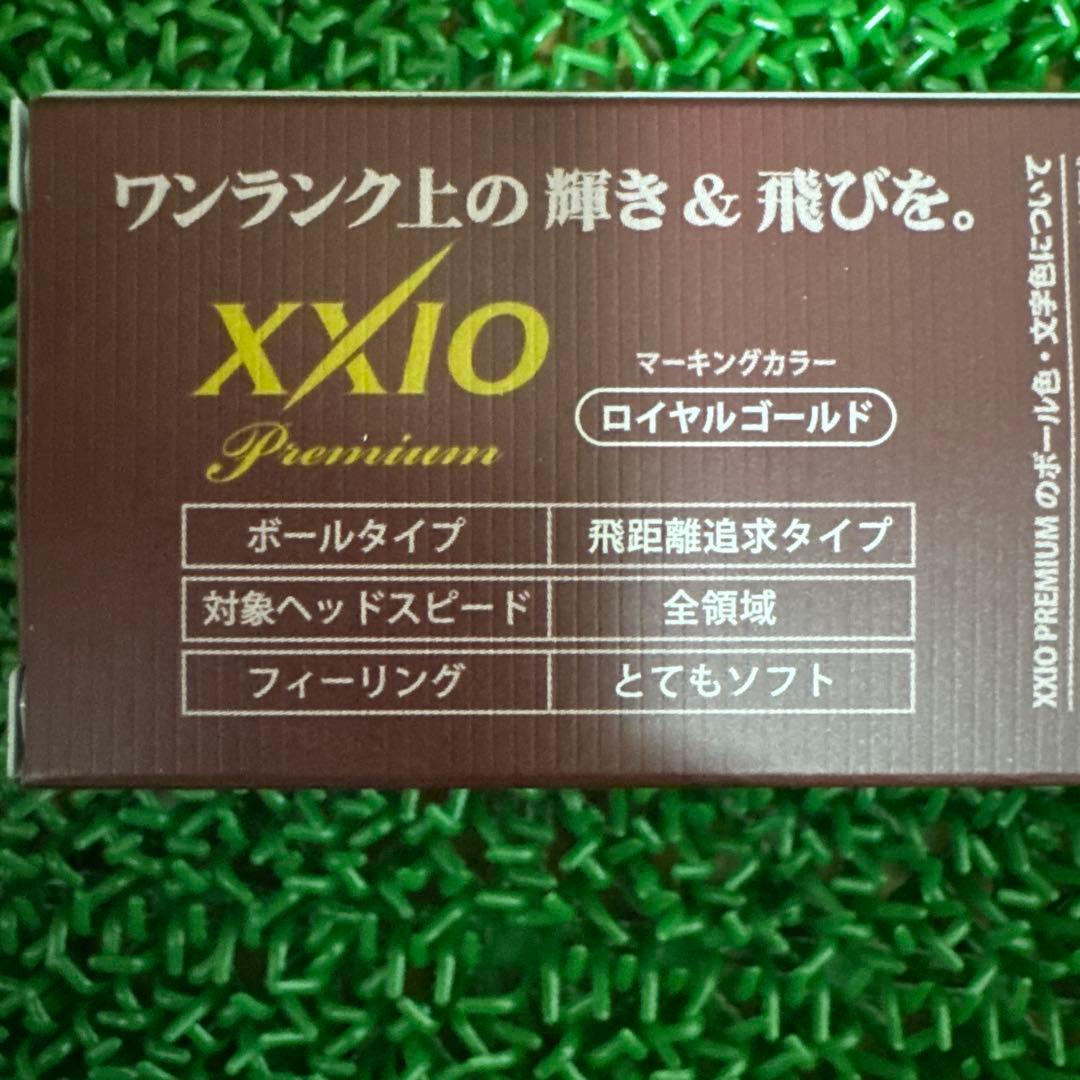 ワンランク上の 輝き & 飛びを。
XXIO
Premium
マーキングカラー
ロイヤルゴールド
ボールタイプ 飛距離追求タイプ
対象ヘッドスピード 全領域
フィーリング とてもソフト
XXIO PREMIUM のボール色・文字色について